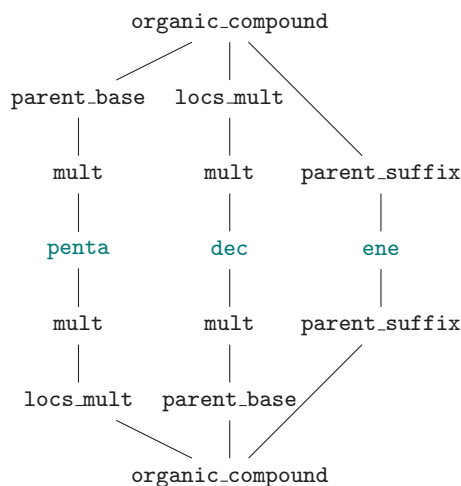 organic_compound
parent_base locs_mult
mult mult parent_suffix
penta dec ene
mult mult parent_suffix
locs_mult parent_base
organic_compound